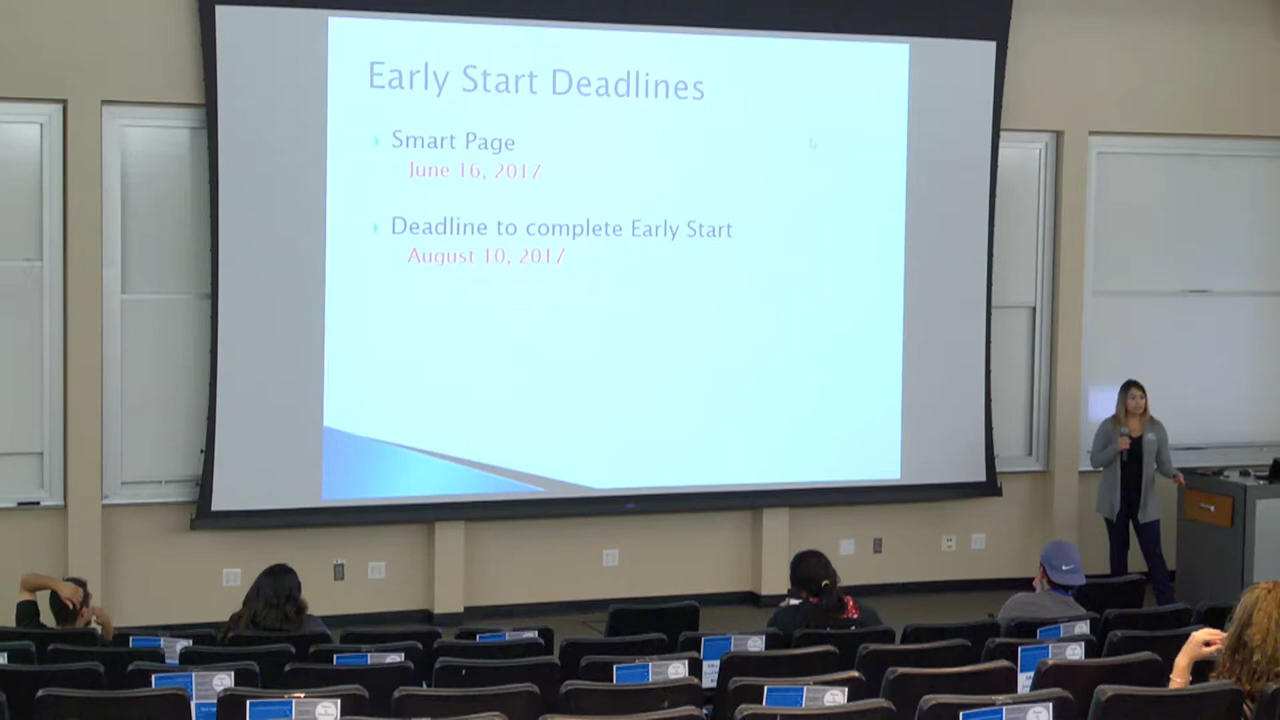 Early Start Deadlines
Smart Page
June 16, 2017
Deadline to complete Early Start
August 10, 2017